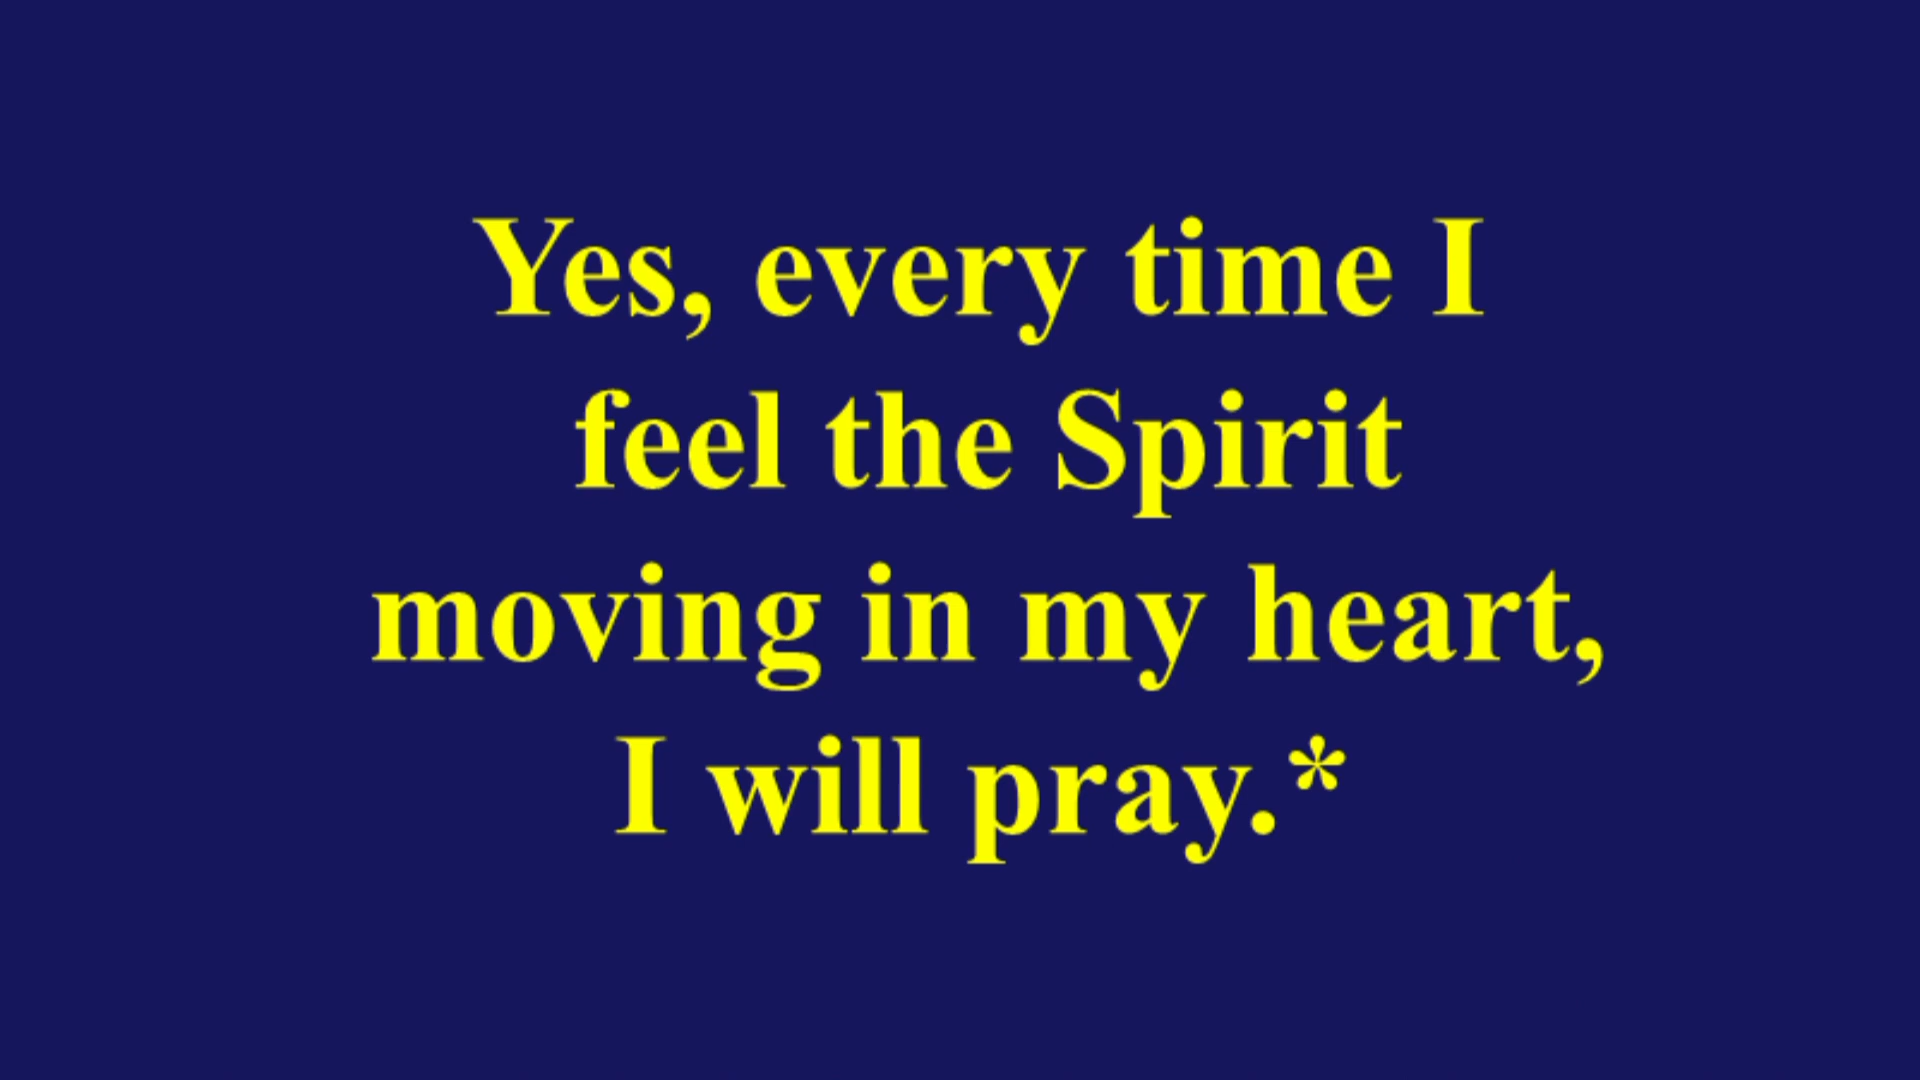 Yes, every time I
feel the Spirit
moving in my heart,
I will pray.*